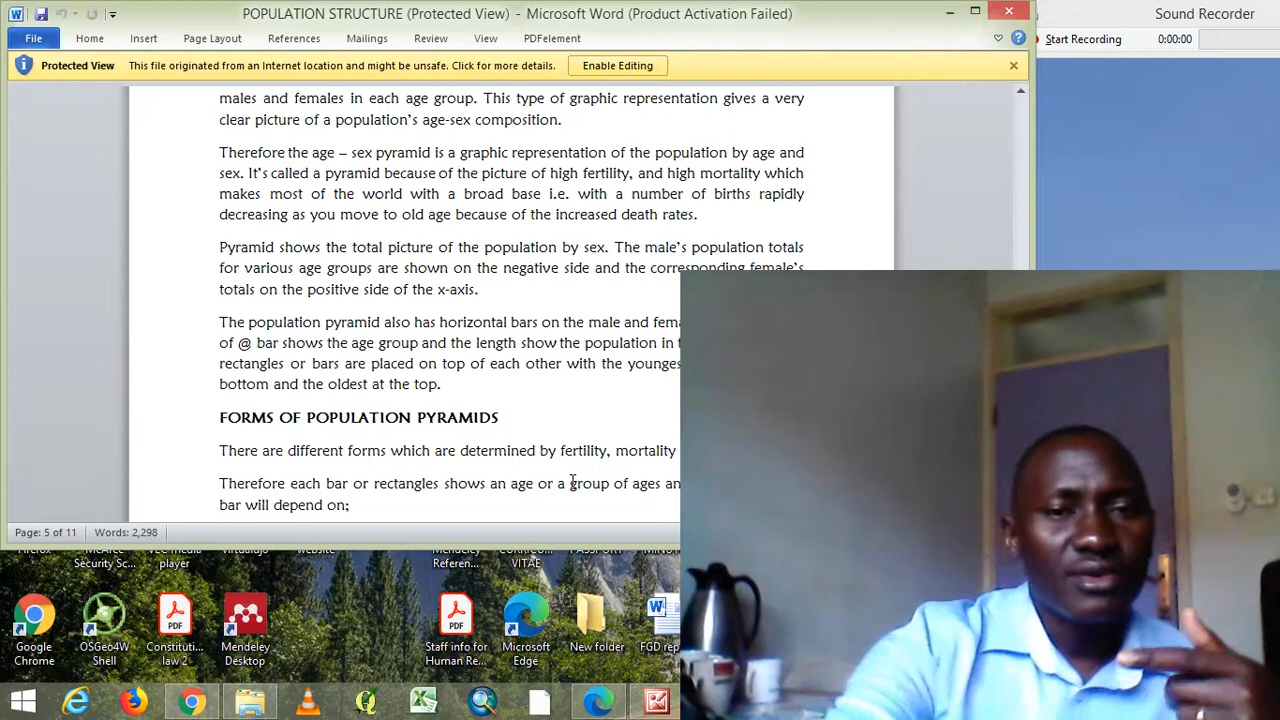 POPULATION STRUCTURE (Protected View) - Microsoft Word (Product Activation Failed)
Sound Recorder
File Home Insert Page Layout References Mailings Review View PDFelement
Start Recording 0:00:00
Protected View This file originated from an Internet location and might be unsafe. Click for more details. Enable Editing
males and females in each age group. This type of graphic representation gives a very
clear picture of a population's age-sex composition.
Therefore the age – sex pyramid is a graphic representation of the population by age and
sex. It's called a pyramid because of the picture of high fertility, and high mortality which
makes most of the world with a broad base i.e. with a number of births rapidly
decreasing as you move to old age because of the increased death rates.
Pyramid shows the total picture of the population by sex. The male's population totals
for various age groups are shown on the negative side and the corresponding female's
totals on the positive side of the x-axis.
The population pyramid also has horizontal bars on the male and fema
of @ bar shows the age group and the length show the population in t
rectangles or bars are placed on top of each other with the youngest
bottom and the oldest at the top.
FORMS OF POPULATION PYRAMIDS
There are different forms which are determined by fertility, mortality
Therefore each bar or rectangles shows an age or a group of ages an
bar will depend on;
Page: 5 of 11 Words: 2,298
Security Sc... player website Referen... VITAE
Google Chrome
OSGeo4W Shell
PDF
Constituti... law 2
Mendeley Desktop
PDF
Staff info for Human Re...
Microsoft Edge
New folder
FGD rep